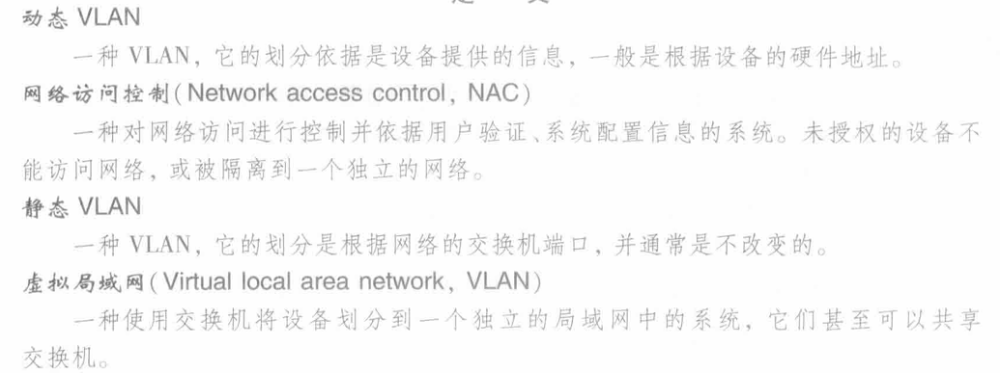 动态 VLAN
一种 VLAN，它的划分依据是设备提供的信息，一般是根据设备的硬件地址。
网络访问控制(Network access control, NAC)
一种对网络访问进行控制并依据用户验证、系统配置信息的系统。未授权的设备不
能访问网络，或被隔离到一个独立的网络。
静态 VLAN
一种 VLAN，它的划分是根据网络的交换机端口，并通常是不改变的。
虚拟局域网(Virtual local area network, VLAN)
一种使用交换机将设备划分到一个独立的局域网中的系统，它们甚至可以共享
交换机。